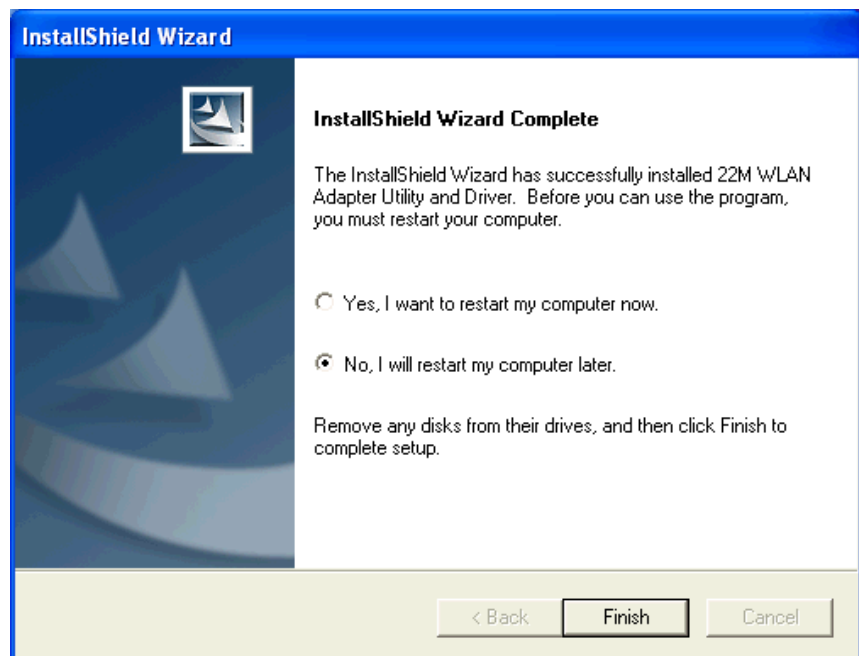 InstallShield Wizard
InstallShield Wizard Complete
The InstallShield Wizard has successfully installed 22M WLAN
Adapter Utility and Driver.  Before you can use the program,
you must restart your computer.
Yes, I want to restart my computer now.
No, I will restart my computer later.
Remove any disks from their drives, and then click Finish to
complete setup.
< Back
Finish
Cancel